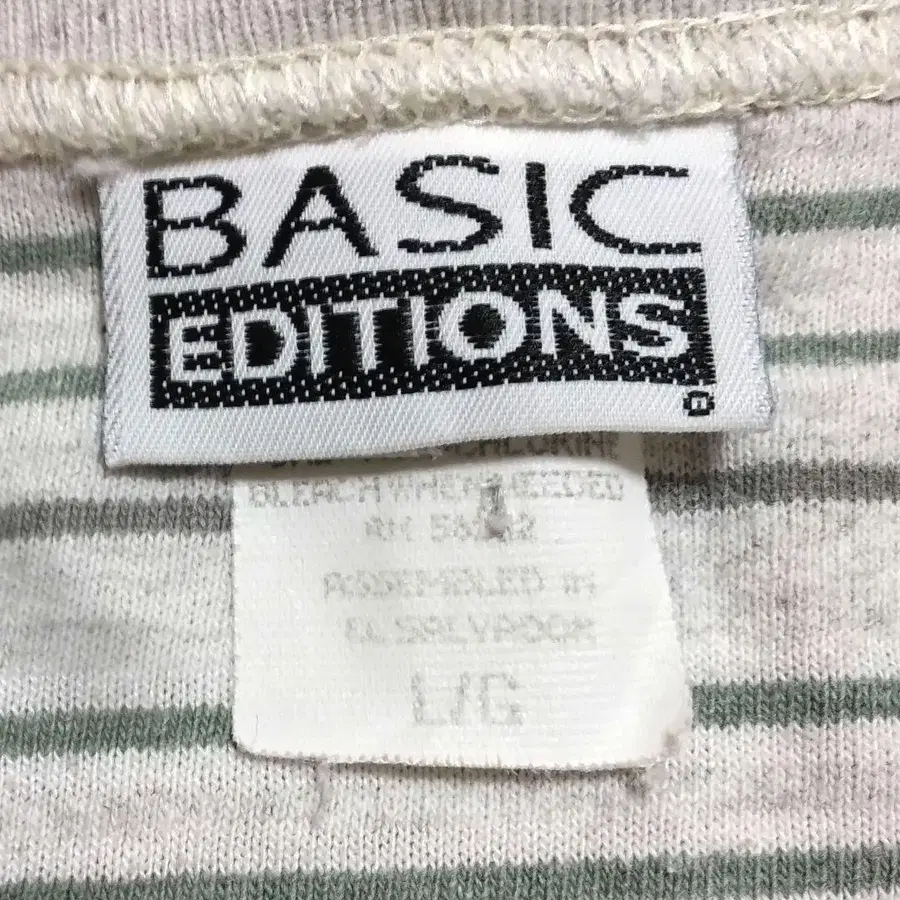 BASIC
EDITIONS
®
BLEACH WHEN NEEDED
ASSEMBLED IN
EL SALVADOR
L/G